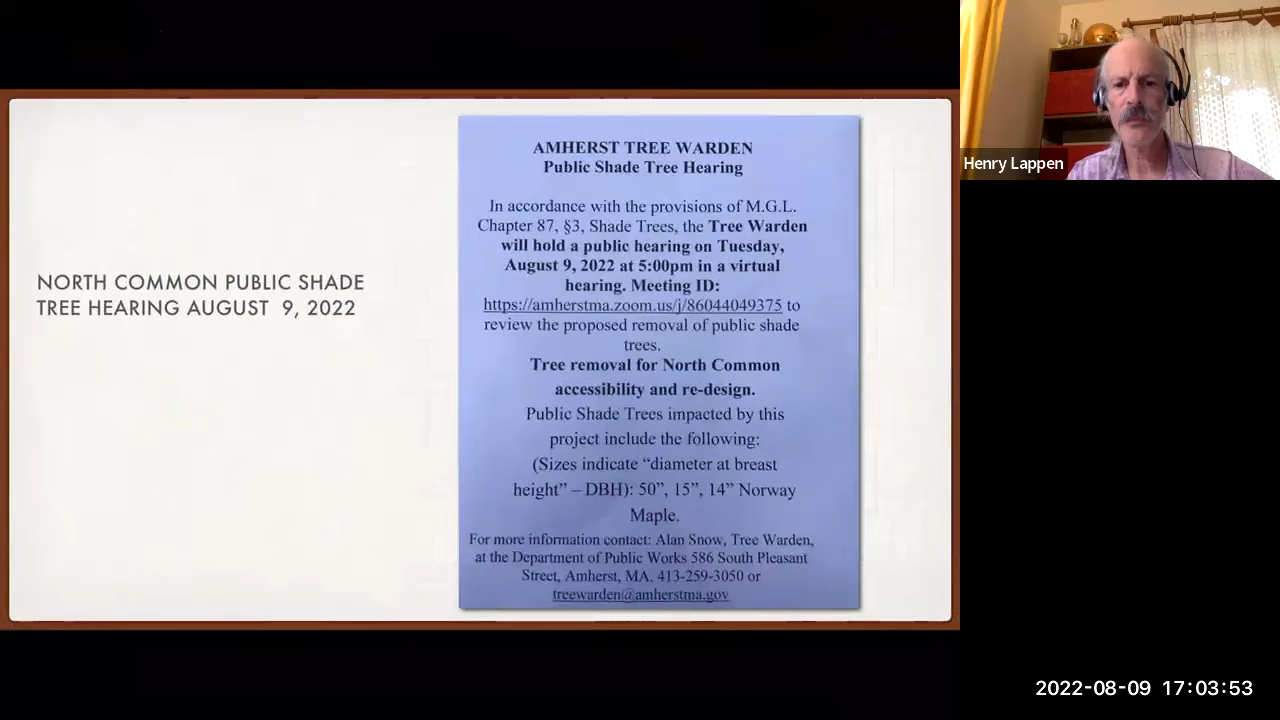 NORTH COMMON PUBLIC SHADE
TREE HEARING AUGUST 9, 2022
AMHERST TREE WARDEN
Public Shade Tree Hearing
In accordance with the provisions of M.G.L.
Chapter 87, §3, Shade Trees, the Tree Warden
will hold a public hearing on Tuesday,
August 9, 2022 at 5:00pm in a virtual
hearing. Meeting ID:
https://amherstma.zoom.us/j/86044049375 to
review the proposed removal of public shade
trees.
Tree removal for North Common
accessibility and re-design.
Public Shade Trees impacted by this
project include the following:
(Sizes indicate “diameter at breast
height” – DBH): 50”, 15”, 14” Norway
Maple.
For more information contact: Alan Snow, Tree Warden,
at the Department of Public Works 586 South Pleasant
Street, Amherst, MA. 413-259-3050 or
treewarden@amherstma.gov
Henry Lappen
2022-08-09 17:03:53